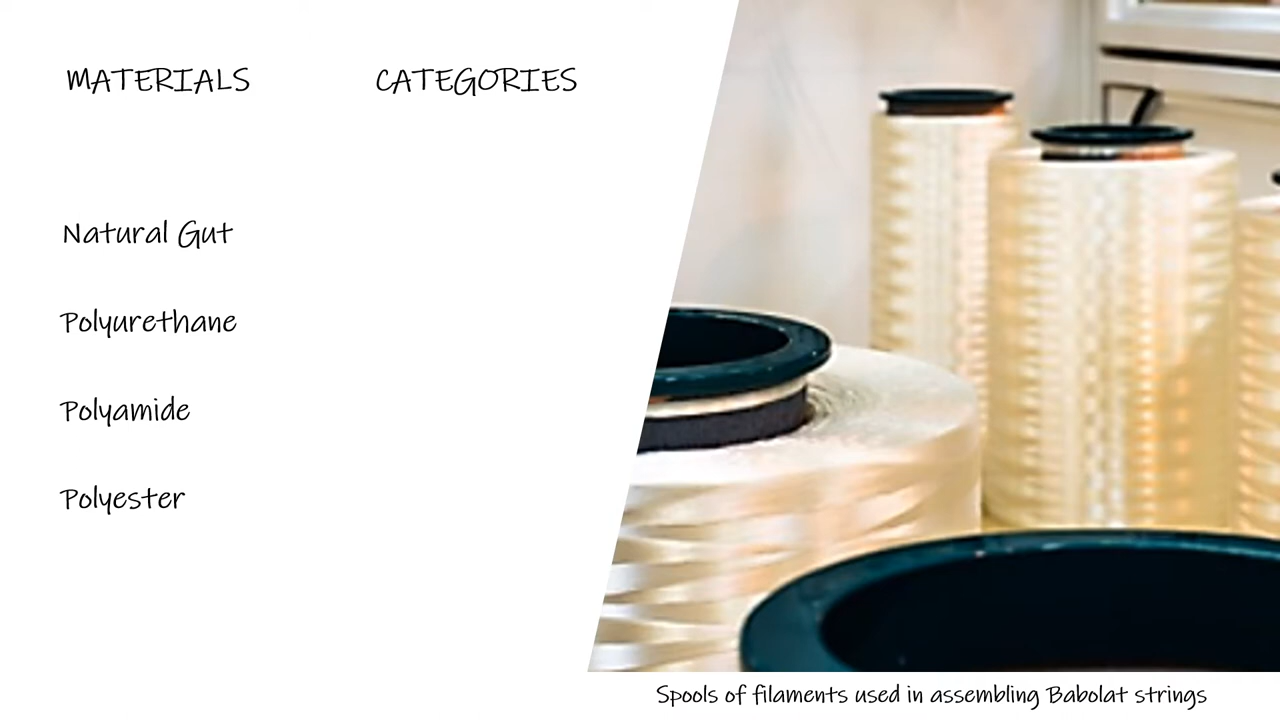 MATERIALS CATEGORIES
Natural Gut
Polyurethane
Polyamide
Polyester
Spools of filaments used in assembling Babolat strings